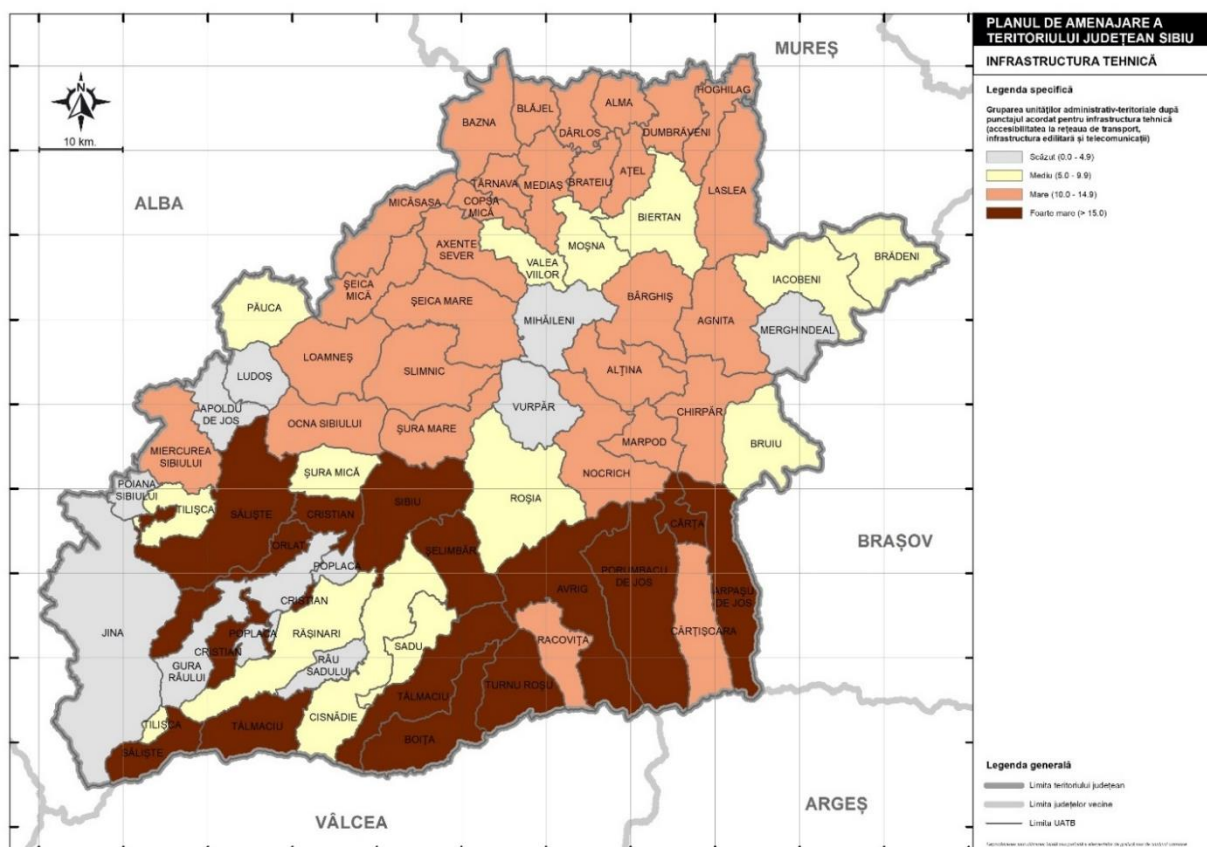 PLANUL DE AMENAJARE A
TERITORIULUI JUDEȚEAN SIBIU
INFRASTRUCTURA TEHNICĂ
Legenda specifică
Gruparea unităților administrativ-teritoriale după
punctajul acordat pentru infrastructura tehnică
(accesibilitatea la rețeaua de transport,
infrastructura edilitară și telecomunicații)
Scăzut (0.0 - 4.9)
Mediu (5.0 - 9.9)
Mare (10.0 - 14.9)
Foarte mare (> 15.0)
N
10 km.
MUREȘ
ALBA
BRAȘOV
ARGEȘ
VÂLCEA
HOGHILAG
BLĂJEL
ALMA
BAZNA
DÂRLOS
DUMBRĂVENI
TÂRNAVA
MEDIAȘ
BRATEIU
AȚEL
LASLEA
MICĂSASA
COPȘA
MICĂ
BIERTAN
AXENTE
SEVER
MOȘNA
VALEA
VIILOR
BRĂDENI
IACOBENI
ȘEICA
MICĂ
ȘEICA MARE
BÂRGHIȘ
PĂUCA
MIHĂILENI
AGNITA
MERGHINDEAL
LOAMNEȘ
SLIMNIC
ALȚINA
LUDOȘ
APOLDU
DE JOS
VURPĂR
CHIRPĂR
OCNA SIBIULUI
ȘURA MARE
MARPOD
BRUIU
MIERCUREA
SIBIULUI
NOCRICH
ȘURA MICĂ
POIANA
SIBIULUI
TILIȘCA
SĂLIȘTE
CRISTIAN
SIBIU
ROȘIA
CÂRȚA
ORLAT
ȘELIMBĂR
POPLACA
AVRIG
PORUMBACU
DE JOS
ARPAȘU
DE JOS
CRISTIAN
JINA
POPLACA
RĂȘINARI
CÂRȚIȘOARA
RACOVIȚA
SADU
CRISTIAN
GURA
RÂULUI
RÂU
SADULUI
TURNU ROȘU
TĂLMACIU
CISNĂDIE
TILIȘCA
TĂLMACIU
BOIȚA
SĂLIȘTE
Legenda generală
Limita teritoriului județean
Limita județelor vecine
Limita UATB